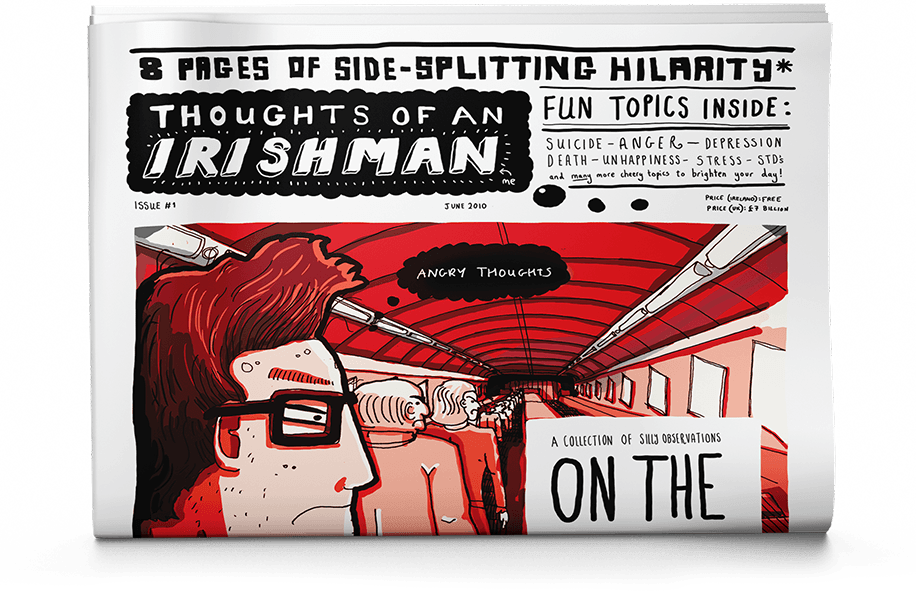 8 PAGES OF SIDE-SPLITTING HILARITY*
THOUGHTS OF AN
IRISHMAN
me
FUN TOPICS INSIDE:
SUICIDE - ANGER - DEPRESSION
DEATH - UNHAPPINESS - STRESS - STD's
and many more cheery topics to brighten your day!
ISSUE #1
JUNE 2010
PRICE (IRELAND): FREE
PRICE (UK): £7 BILLION
ANGRY THOUGHTS
A COLLECTION OF SILLY OBSERVATIONS
ON THE